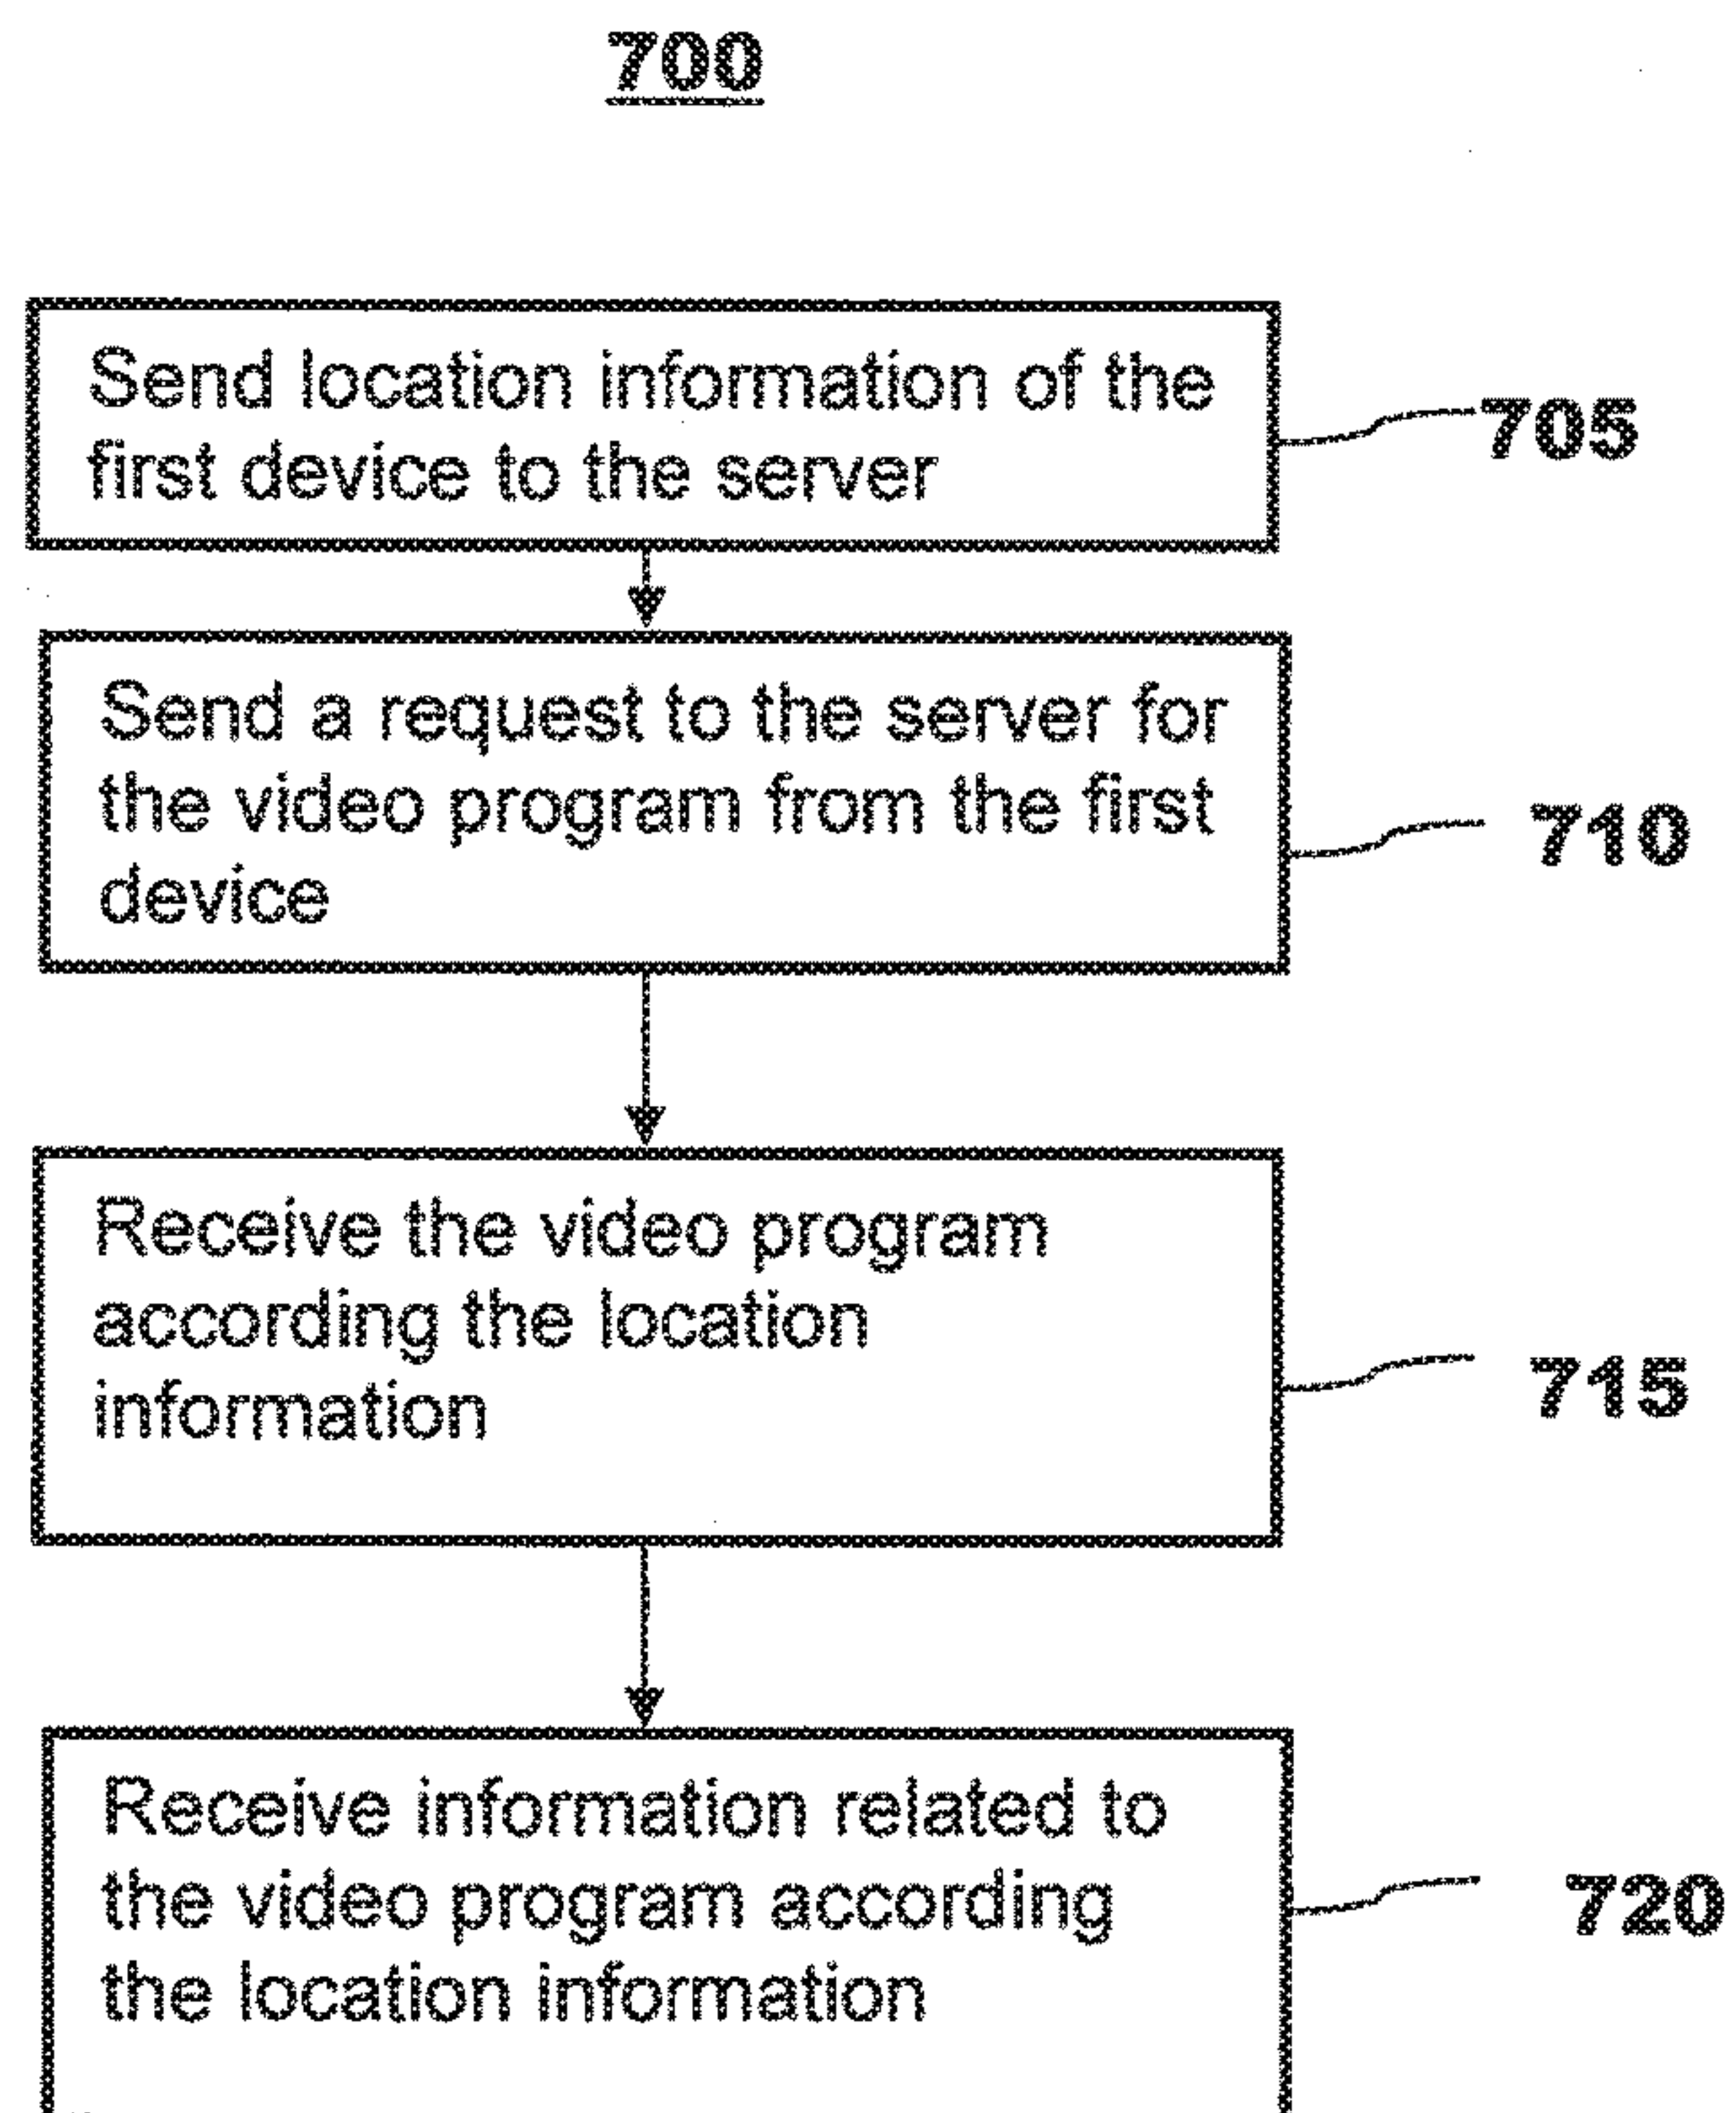 700
Send location information of the
first device to the server
705
Send a request to the server for
the video program from the first
device
710
Receive the video program
according the location
information
715
Receive information related to
the video program according
the location information
720